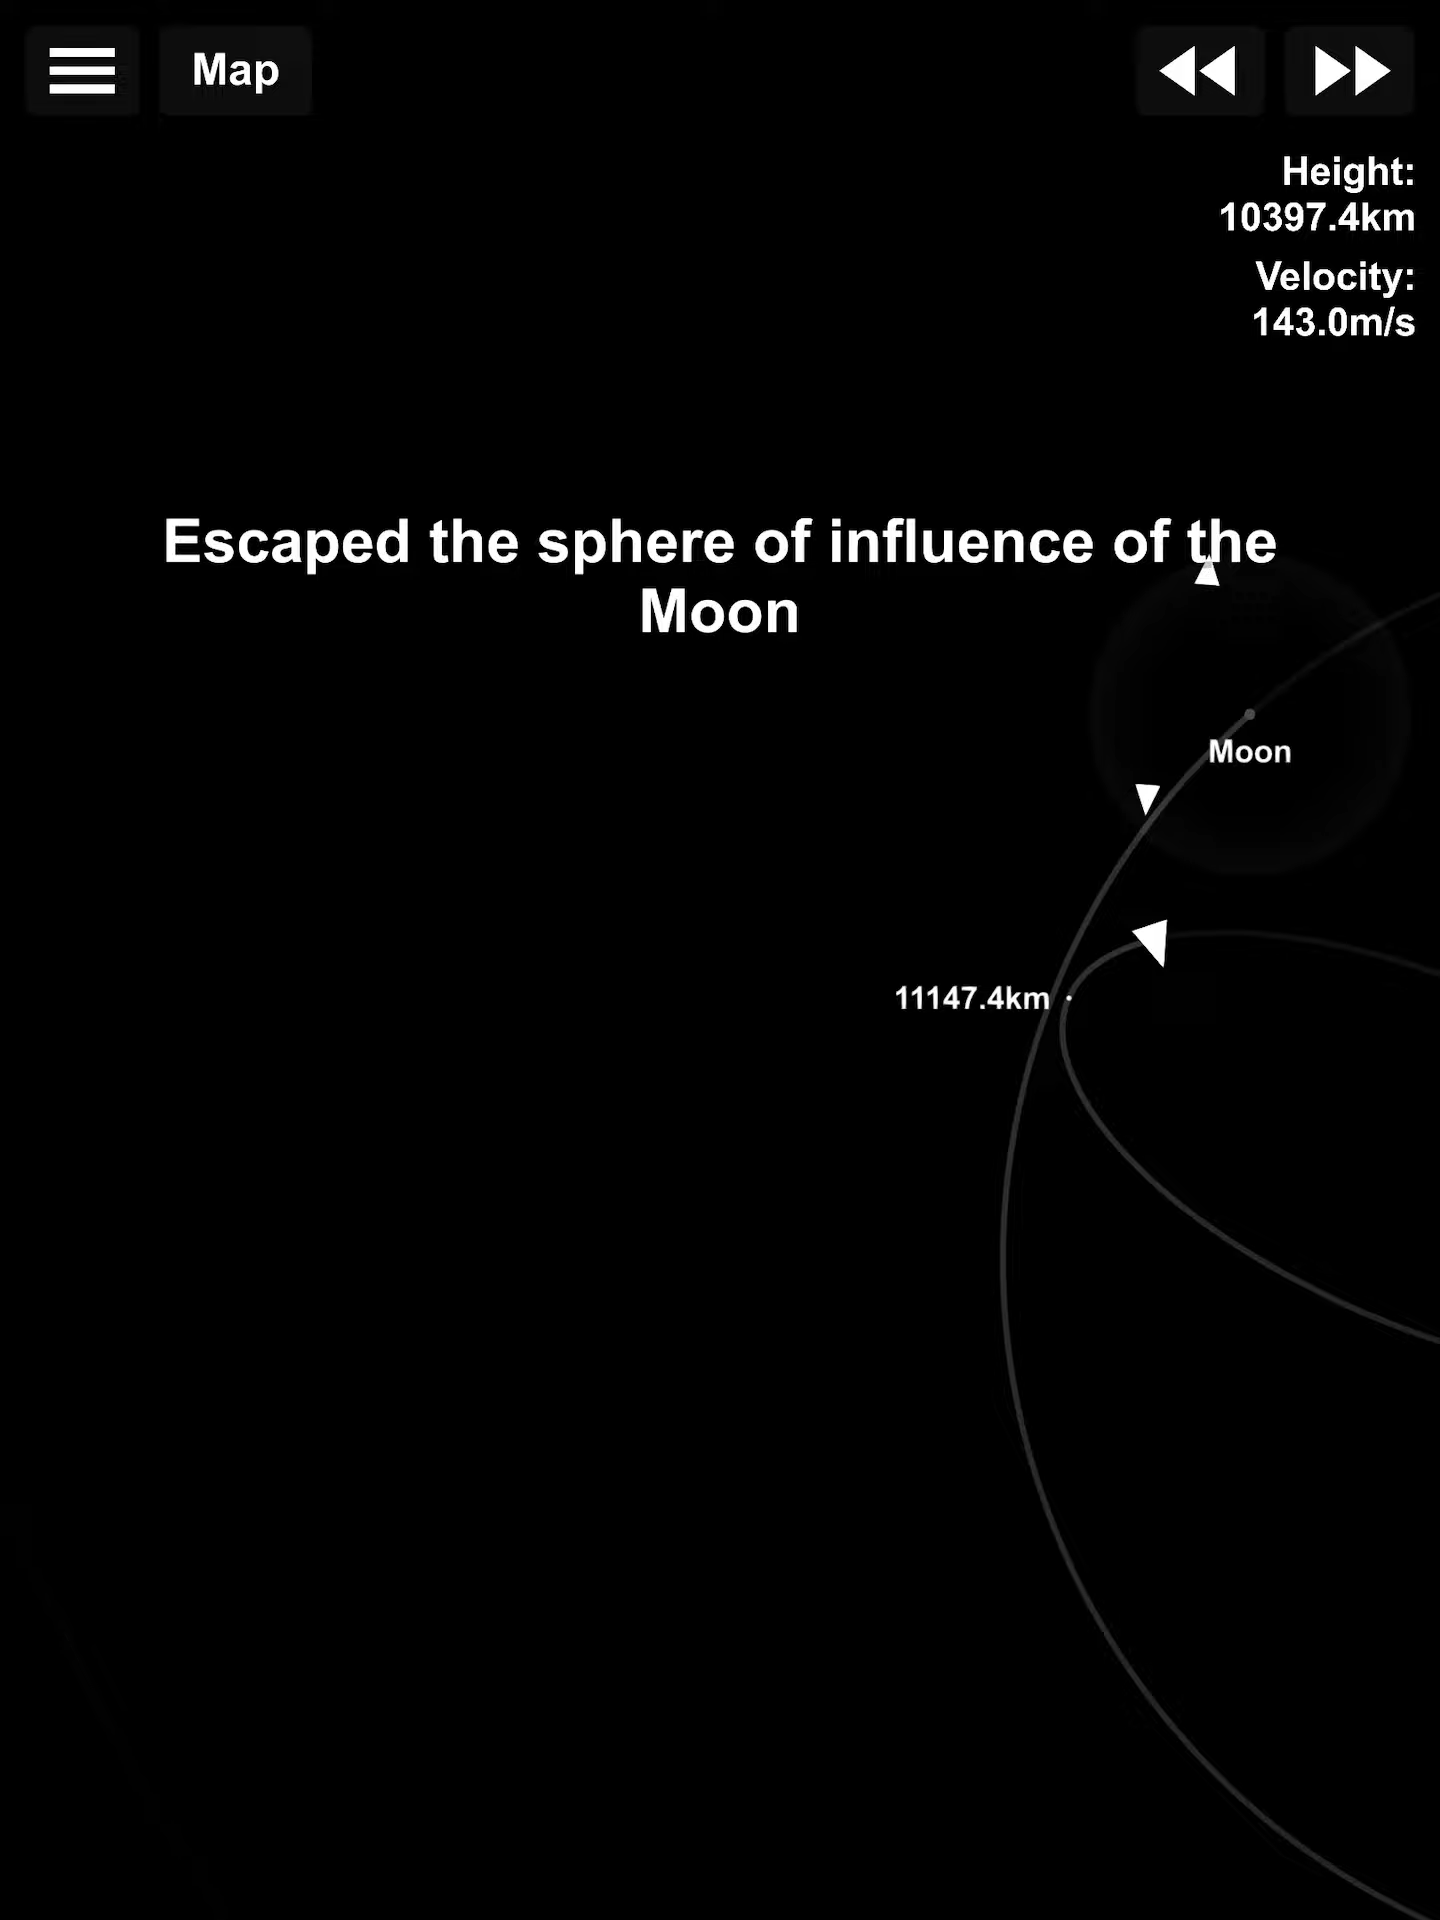 Map
Height:
10397.4km
Velocity:
143.0m/s
Escaped the sphere of influence of the
Moon
Moon
11147.4km